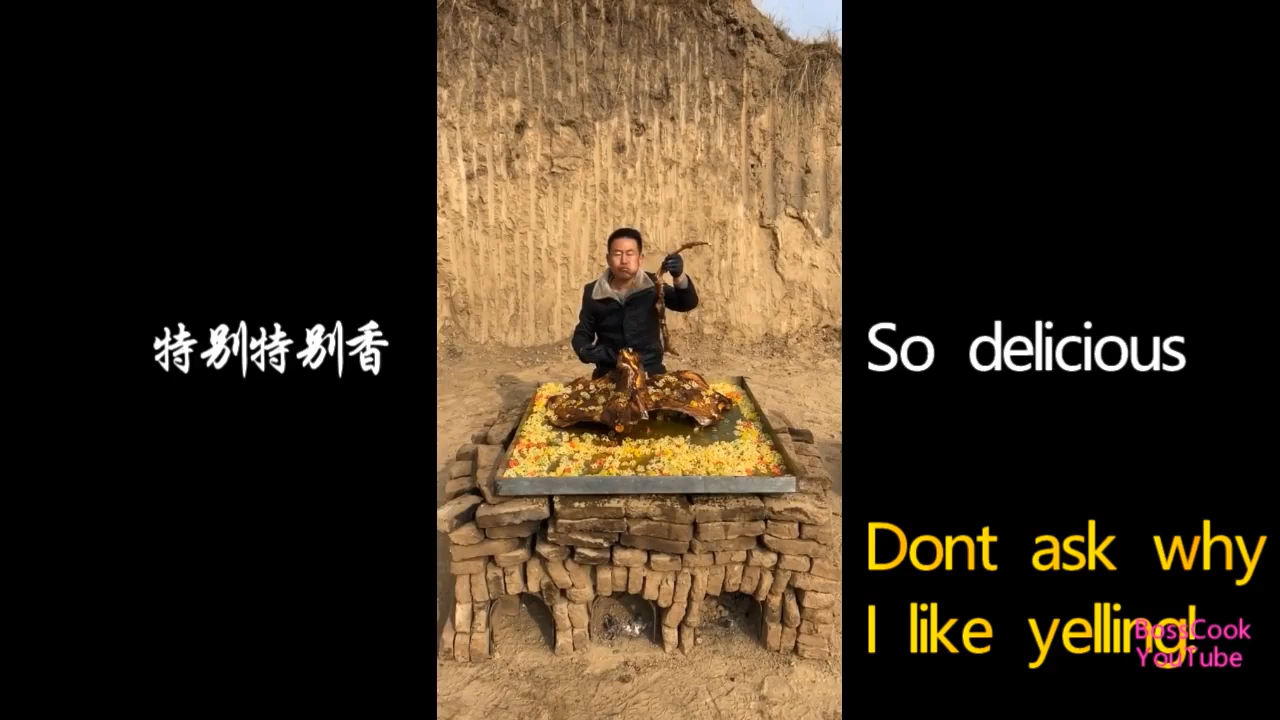 特别特别香
So delicious
Dont ask why
I like yelling!
BossCook
YouTube